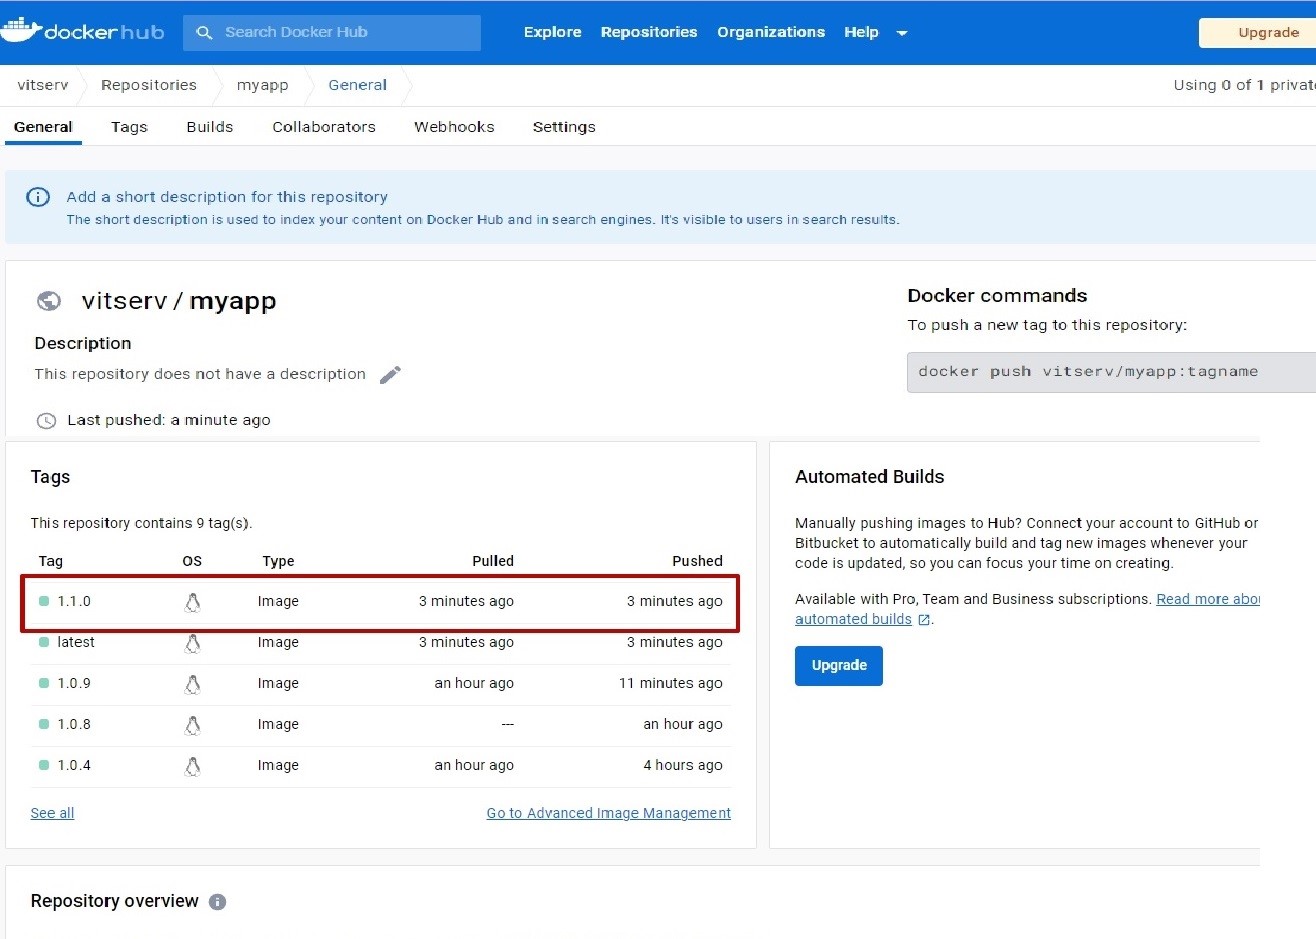 dockerhub Search Docker Hub Explore Repositories Organizations Help Upgrade
vitserv Repositories myapp General Using 0 of 1 privat
General Tags Builds Collaborators Webhooks Settings
Add a short description for this repository
The short description is used to index your content on Docker Hub and in search engines. It's visible to users in search results.
vitserv / myapp
Description
This repository does not have a description
Last pushed: a minute ago
Docker commands
To push a new tag to this repository:
docker push vitserv/myapp:tagname
Tags
This repository contains 9 tag(s).
Tag OS Type Pulled Pushed
1.1.0 Image 3 minutes ago 3 minutes ago
latest Image 3 minutes ago 3 minutes ago
1.0.9 Image an hour ago 11 minutes ago
1.0.8 Image --- an hour ago
1.0.4 Image an hour ago 4 hours ago
See all Go to Advanced Image Management
Automated Builds
Manually pushing images to Hub? Connect your account to GitHub or
Bitbucket to automatically build and tag new images whenever your
code is updated, so you can focus your time on creating.
Available with Pro, Team and Business subscriptions. Read more abou
automated builds .
Upgrade
Repository overview